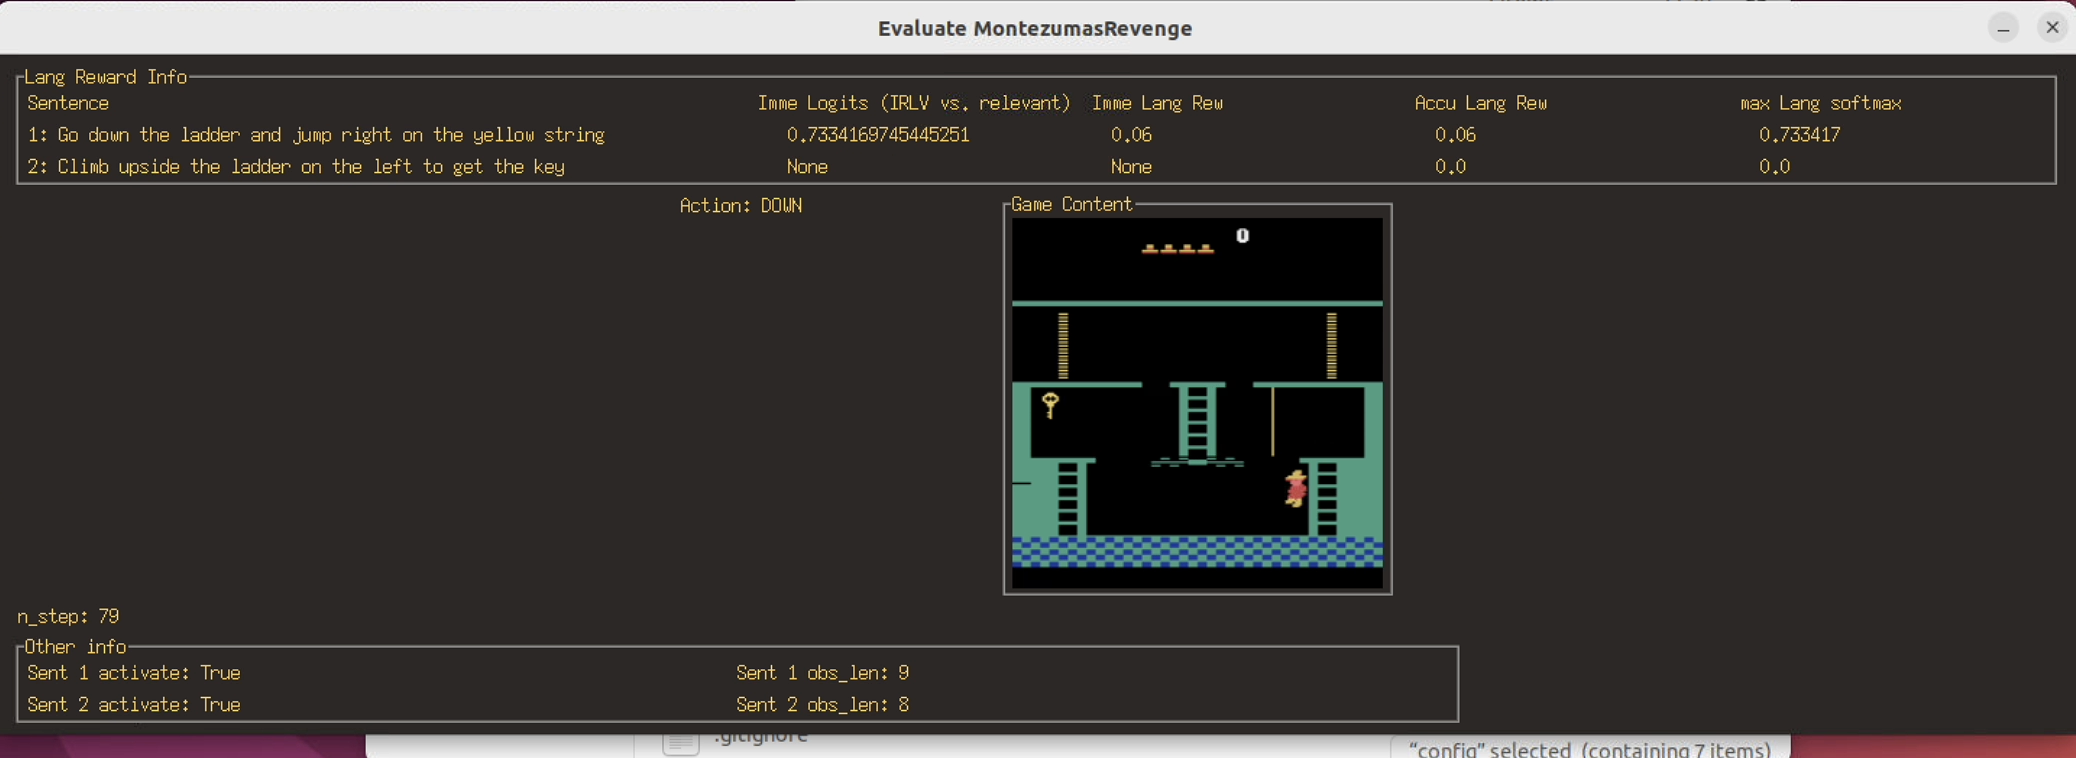 Evaluate MontezumasRevenge
Lang Reward Info
Sentence Imme Logits (IRLV vs. relevant) Imme Lang Rew Accu Lang Rew max Lang softmax
1: Go down the ladder and jump right on the yellow string 0.7334169745445251 0.06 0.06 0.733417
2: Climb upside the ladder on the left to get the key None None 0.0 0.0
Action: DOWN
Game Content
0
n_step: 79
Other info
Sent 1 activate: True Sent 1 obs_len: 9
Sent 2 activate: True Sent 2 obs_len: 8
.gitignore
“config” selected (containing 7 items)